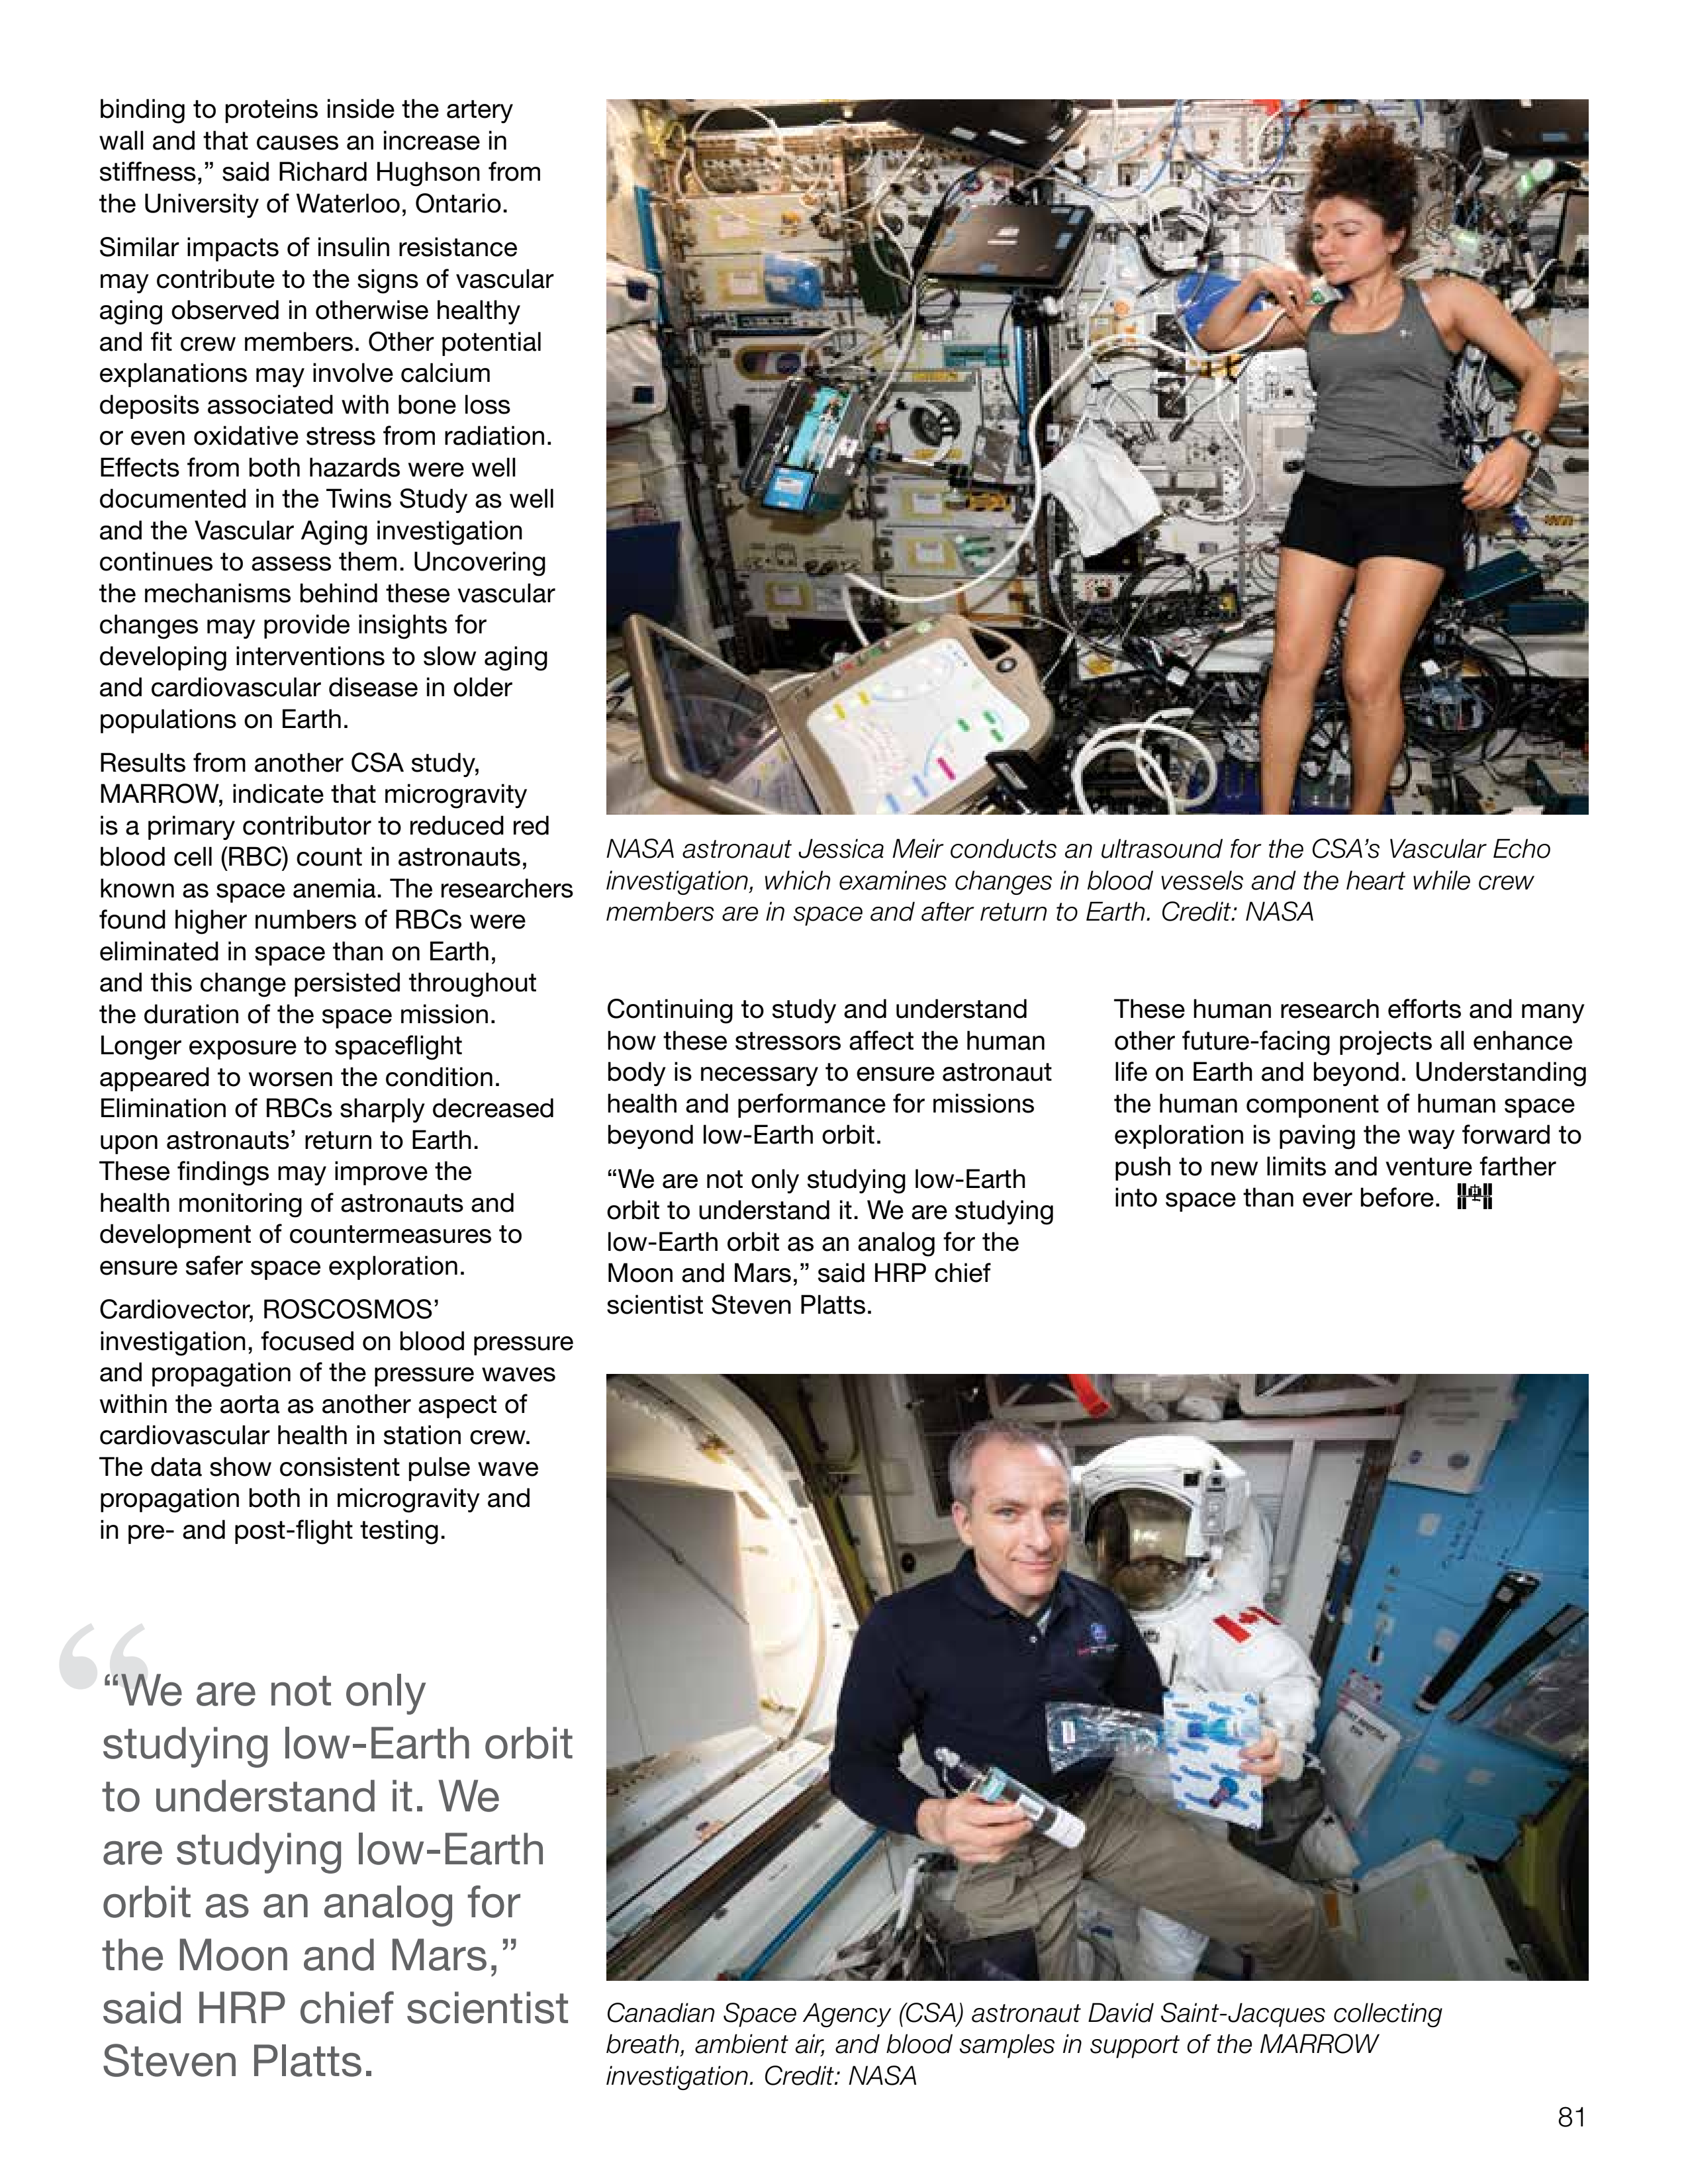 binding to proteins inside the artery
wall and that causes an increase in
stiffness,” said Richard Hughson from
the University of Waterloo, Ontario.
Similar impacts of insulin resistance
may contribute to the signs of vascular
aging observed in otherwise healthy
and fit crew members. Other potential
explanations may involve calcium
deposits associated with bone loss
or even oxidative stress from radiation.
Effects from both hazards were well
documented in the Twins Study as well
and the Vascular Aging investigation
continues to assess them. Uncovering
the mechanisms behind these vascular
changes may provide insights for
developing interventions to slow aging
and cardiovascular disease in older
populations on Earth.
Results from another CSA study,
MARROW, indicate that microgravity
is a primary contributor to reduced red
blood cell (RBC) count in astronauts,
known as space anemia. The researchers
found higher numbers of RBCs were
eliminated in space than on Earth,
and this change persisted throughout
the duration of the space mission.
Longer exposure to spaceflight
appeared to worsen the condition.
Elimination of RBCs sharply decreased
upon astronauts’ return to Earth.
These findings may improve the
health monitoring of astronauts and
development of countermeasures to
ensure safer space exploration.
Cardiovector, ROSCOSMOS’
investigation, focused on blood pressure
and propagation of the pressure waves
within the aorta as another aspect of
cardiovascular health in station crew.
The data show consistent pulse wave
propagation both in microgravity and
in pre- and post-flight testing.
“We are not only
studying low-Earth orbit
to understand it. We
are studying low-Earth
orbit as an analog for
the Moon and Mars,”
said HRP chief scientist
Steven Platts.
NASA astronaut Jessica Meir conducts an ultrasound for the CSA’s Vascular Echo
investigation, which examines changes in blood vessels and the heart while crew
members are in space and after return to Earth. Credit: NASA
Continuing to study and understand
how these stressors affect the human
body is necessary to ensure astronaut
health and performance for missions
beyond low-Earth orbit.
“We are not only studying low-Earth
orbit to understand it. We are studying
low-Earth orbit as an analog for the
Moon and Mars,” said HRP chief
scientist Steven Platts.
These human research efforts and many
other future-facing projects all enhance
life on Earth and beyond. Understanding
the human component of human space
exploration is paving the way forward to
push to new limits and venture farther
into space than ever before.
Canadian Space Agency (CSA) astronaut David Saint-Jacques collecting
breath, ambient air, and blood samples in support of the MARROW
investigation. Credit: NASA
81